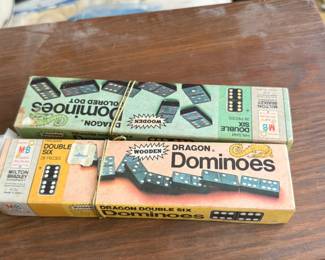 DRAGON
Dominoes
COLORED DOT
WOODEN
DOUBLE
SIX
MB
MB
DOUBLE
SIX
28 PIECES
MILTON
BRADLEY
WOODEN
DRAGON
Dominoes
DRAGON DOUBLE SIX
Dominoes